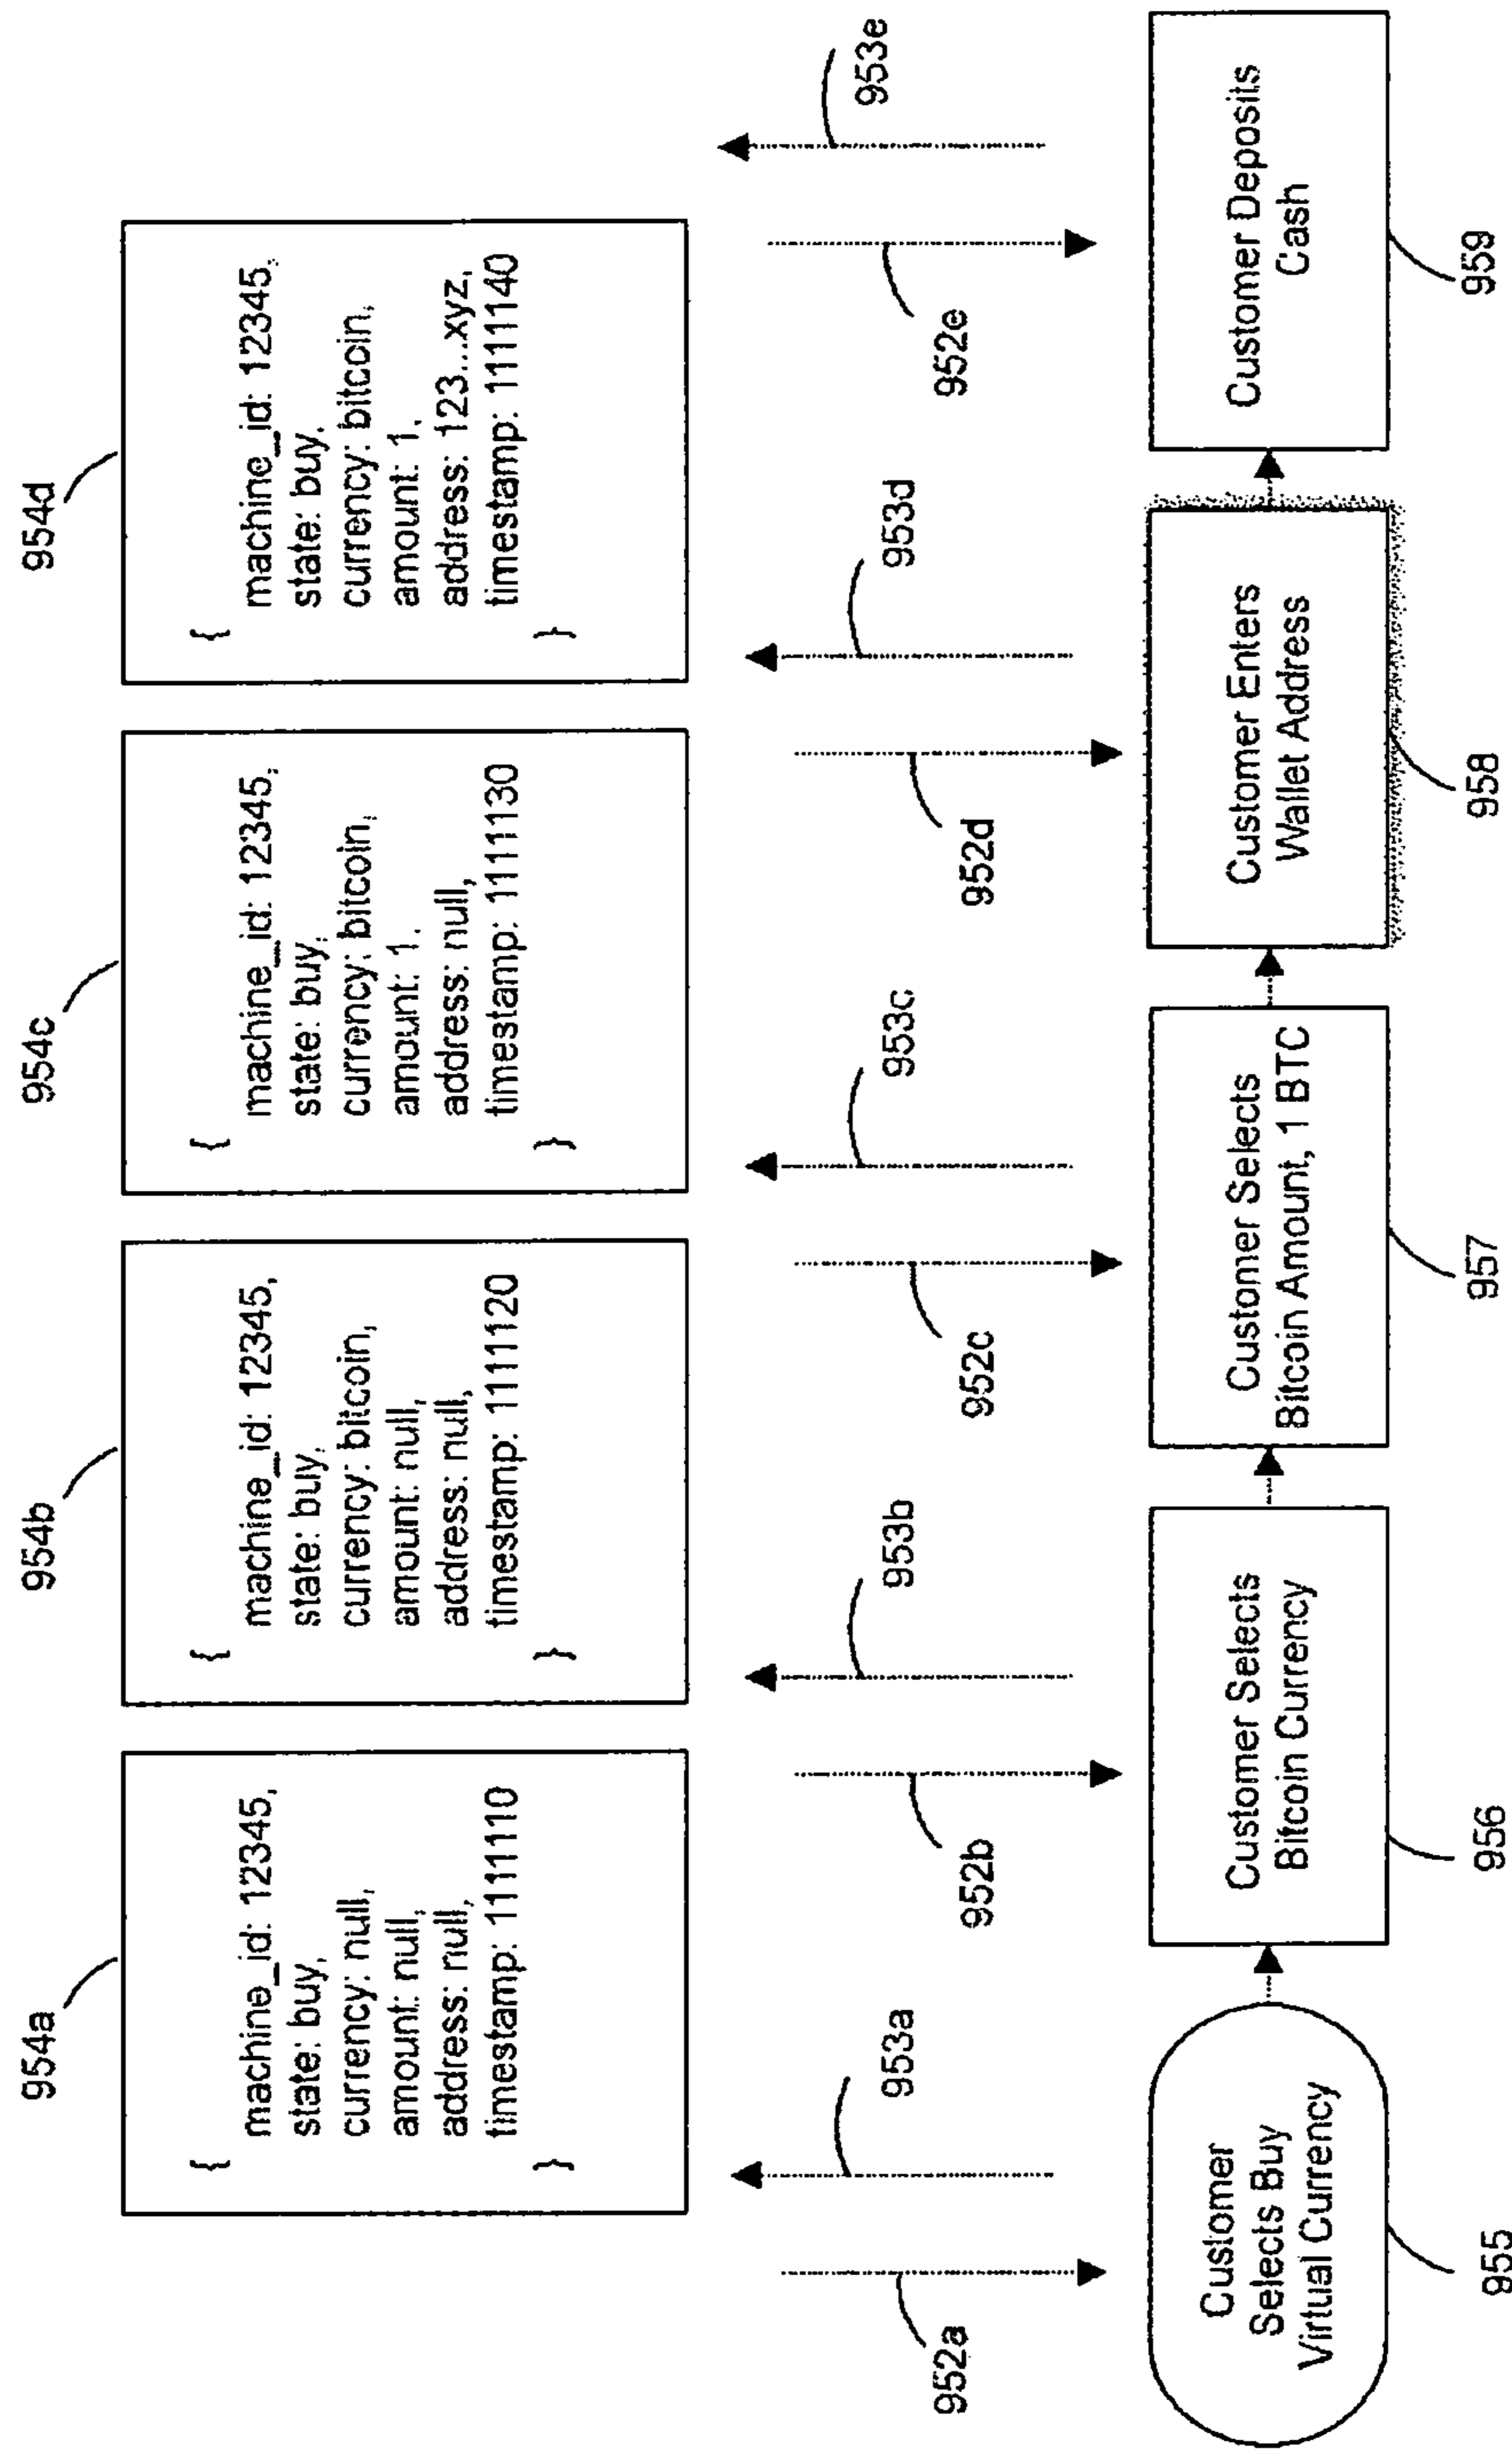 954a
954b
954c
954d
{
machine_id: 12345,
state: buy,
currency: null,
amount: null,
address: null,
timestamp: 1111110
}
{
machine_id: 12345,
state: buy,
currency: bitcoin,
amount: null,
address: null,
timestamp: 1111120
}
{
machine_id: 12345,
state: buy,
currency: bitcoin,
amount: 1,
address: null,
timestamp: 1111130
}
{
machine_id: 12345,
state: buy,
currency: bitcoin,
amount: 1,
address: 123...xyz,
timestamp: 1111140
}
952a
953a
952b
953b
952c
953c
952d
953d
952e
953e
Customer
Selects Buy
Virtual Currency
Customer Selects
Bitcoin Currency
Customer Selects
Bitcoin Amount, 1 BTC
Customer Enters
Wallet Address
Customer Deposits
Cash
955
956
957
958
959